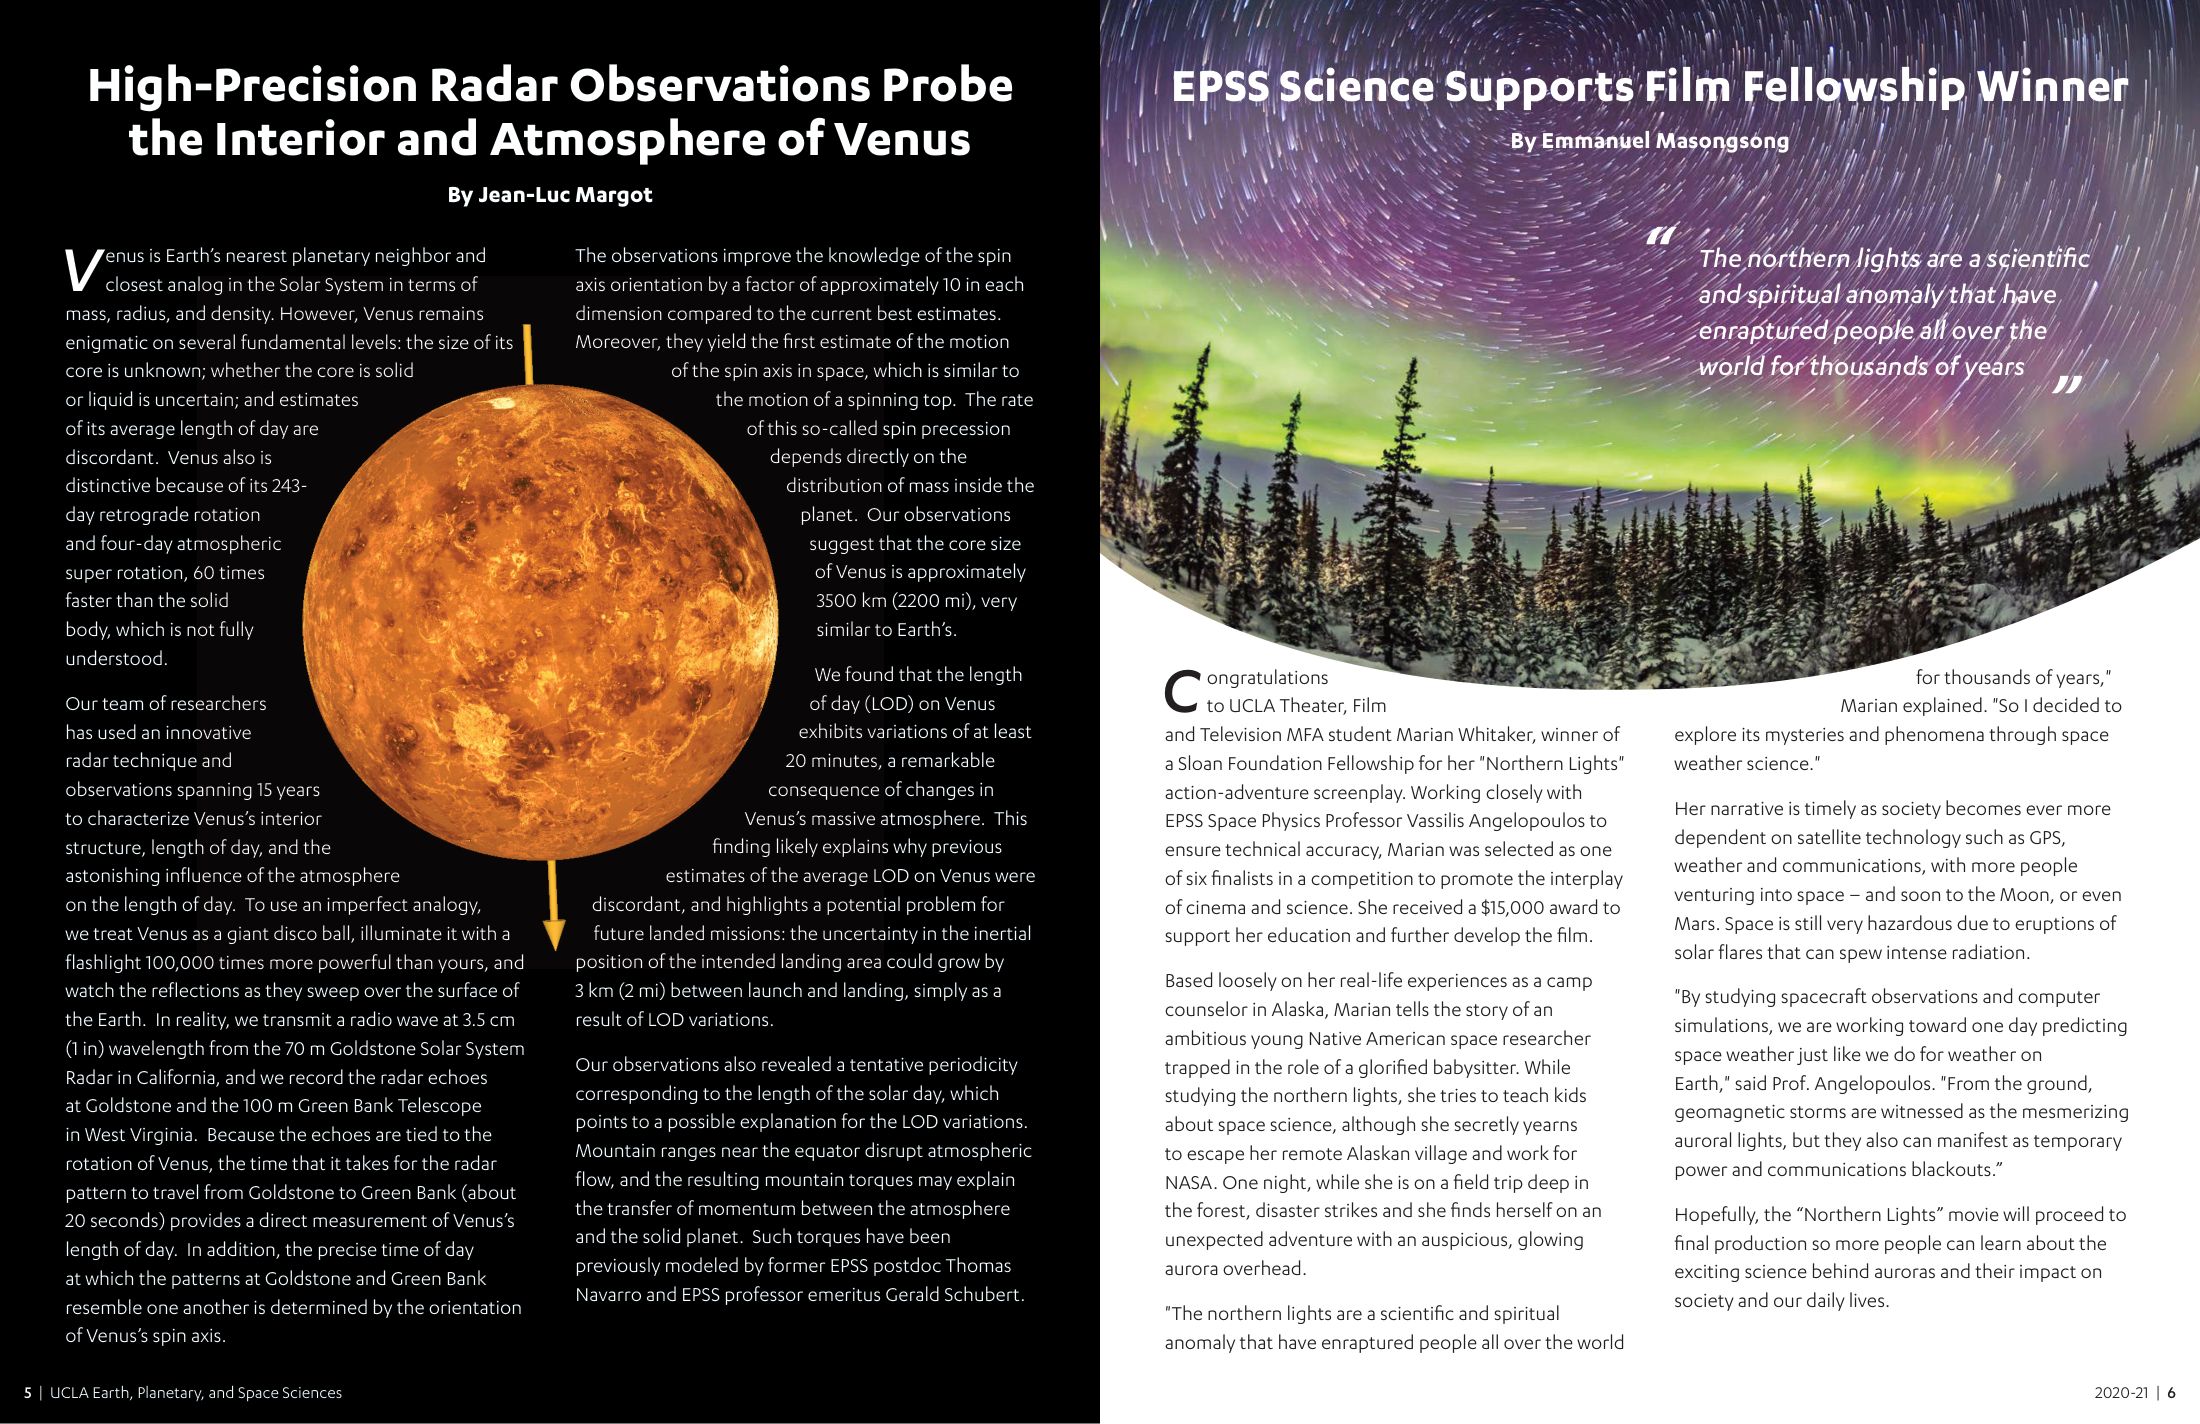 High-Precision Radar Observations Probe
the Interior and Atmosphere of Venus
By Jean-Luc Margot
Venus is Earth’s nearest planetary neighbor and
closest analog in the Solar System in terms of
mass, radius, and density. However, Venus remains
enigmatic on several fundamental levels: the size of its
core is unknown; whether the core is solid
or liquid is uncertain; and estimates
of its average length of day are
discordant.  Venus also is
distinctive because of its 243-
day retrograde rotation
and four-day atmospheric
super rotation, 60 times
faster than the solid
body, which is not fully
understood.
Our team of researchers
has used an innovative
radar technique and
observations spanning 15 years
to characterize Venus’s interior
structure, length of day, and the
astonishing influence of the atmosphere
on the length of day.  To use an imperfect analogy,
we treat Venus as a giant disco ball, illuminate it with a
flashlight 100,000 times more powerful than yours, and
watch the reflections as they sweep over the surface of
the Earth.  In reality, we transmit a radio wave at 3.5 cm
(1 in) wavelength from the 70 m Goldstone Solar System
Radar in California, and we record the radar echoes
at Goldstone and the 100 m Green Bank Telescope
in West Virginia.  Because the echoes are tied to the
rotation of Venus, the time that it takes for the radar
pattern to travel from Goldstone to Green Bank (about
20 seconds) provides a direct measurement of Venus’s
length of day.  In addition, the precise time of day
at which the patterns at Goldstone and Green Bank
resemble one another is determined by the orientation
of Venus’s spin axis.
The observations improve the knowledge of the spin
axis orientation by a factor of approximately 10 in each
dimension compared to the current best estimates.
Moreover, they yield the first estimate of the motion
of the spin axis in space, which is similar to
the motion of a spinning top.  The rate
of this so-called spin precession
depends directly on the
distribution of mass inside the
planet.  Our observations
suggest that the core size
of Venus is approximately
3500 km (2200 mi), very
similar to Earth’s.
We found that the length
of day (LOD) on Venus
exhibits variations of at least
20 minutes, a remarkable
consequence of changes in
Venus’s massive atmosphere.  This
finding likely explains why previous
estimates of the average LOD on Venus were
discordant, and highlights a potential problem for
future landed missions: the uncertainty in the inertial
position of the intended landing area could grow by
3 km (2 mi) between launch and landing, simply as a
result of LOD variations.
Our observations also revealed a tentative periodicity
corresponding to the length of the solar day, which
points to a possible explanation for the LOD variations.
Mountain ranges near the equator disrupt atmospheric
flow, and the resulting mountain torques may explain
the transfer of momentum between the atmosphere
and the solid planet.  Such torques have been
previously modeled by former EPSS postdoc Thomas
Navarro and EPSS professor emeritus Gerald Schubert.
5 | UCLA Earth, Planetary, and Space Sciences
EPSS Science Supports Film Fellowship Winner
By Emmanuel Masongsong
“ The northern lights are a scientific
and spiritual anomaly that have
enraptured people all over the
world for thousands of years ”
Congratulations
to UCLA Theater, Film
and Television MFA student Marian Whitaker, winner of
a Sloan Foundation Fellowship for her "Northern Lights"
action-adventure screenplay. Working closely with
EPSS Space Physics Professor Vassilis Angelopoulos to
ensure technical accuracy, Marian was selected as one
of six finalists in a competition to promote the interplay
of cinema and science. She received a $15,000 award to
support her education and further develop the film.
Based loosely on her real-life experiences as a camp
counselor in Alaska, Marian tells the story of an
ambitious young Native American space researcher
trapped in the role of a glorified babysitter. While
studying the northern lights, she tries to teach kids
about space science, although she secretly yearns
to escape her remote Alaskan village and work for
NASA. One night, while she is on a field trip deep in
the forest, disaster strikes and she finds herself on an
unexpected adventure with an auspicious, glowing
aurora overhead.
"The northern lights are a scientific and spiritual
anomaly that have enraptured people all over the world
for thousands of years,"
Marian explained. "So I decided to
explore its mysteries and phenomena through space
weather science."
Her narrative is timely as society becomes ever more
dependent on satellite technology such as GPS,
weather and communications, with more people
venturing into space – and soon to the Moon, or even
Mars. Space is still very hazardous due to eruptions of
solar flares that can spew intense radiation.
"By studying spacecraft observations and computer
simulations, we are working toward one day predicting
space weather just like we do for weather on
Earth," said Prof. Angelopoulos. "From the ground,
geomagnetic storms are witnessed as the mesmerizing
auroral lights, but they also can manifest as temporary
power and communications blackouts.”
Hopefully, the “Northern Lights” movie will proceed to
final production so more people can learn about the
exciting science behind auroras and their impact on
society and our daily lives.
2020-21 | 6